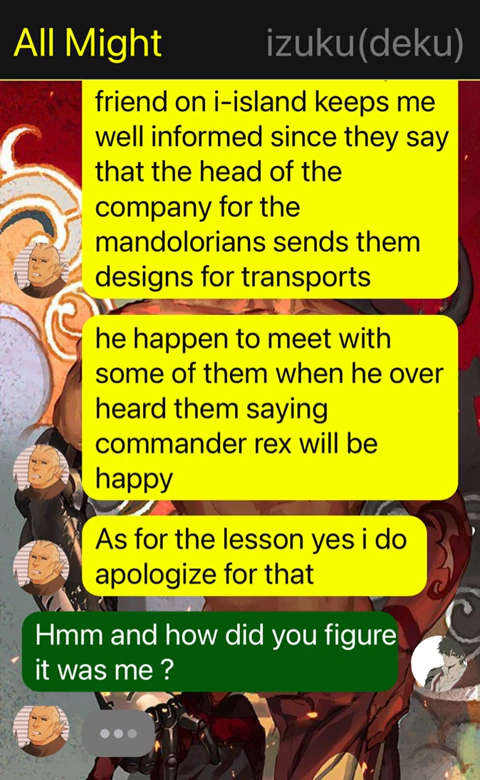 All Might izuku(deku)
friend on i-island keeps me
well informed since they say
that the head of the
company for the
mandolorians sends them
designs for transports
he happen to meet with
some of them when he over
heard them saying
commander rex will be
happy
As for the lesson yes i do
apologize for that
Hmm and how did you figure
it was me ?